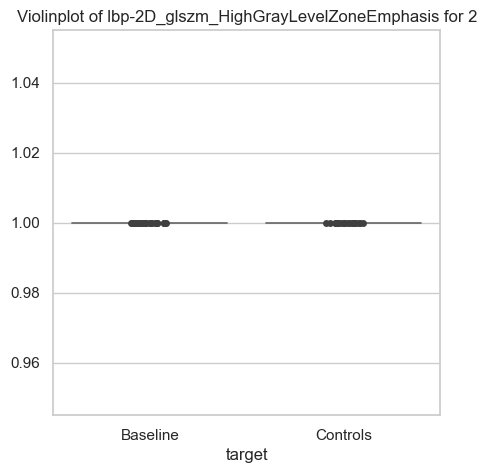 Violinplot of lbp-2D_glszm_HighGrayLevelZoneEmphasis for 2
1.04
1.02
1.00
0.98
0.96
Baseline Controls
target